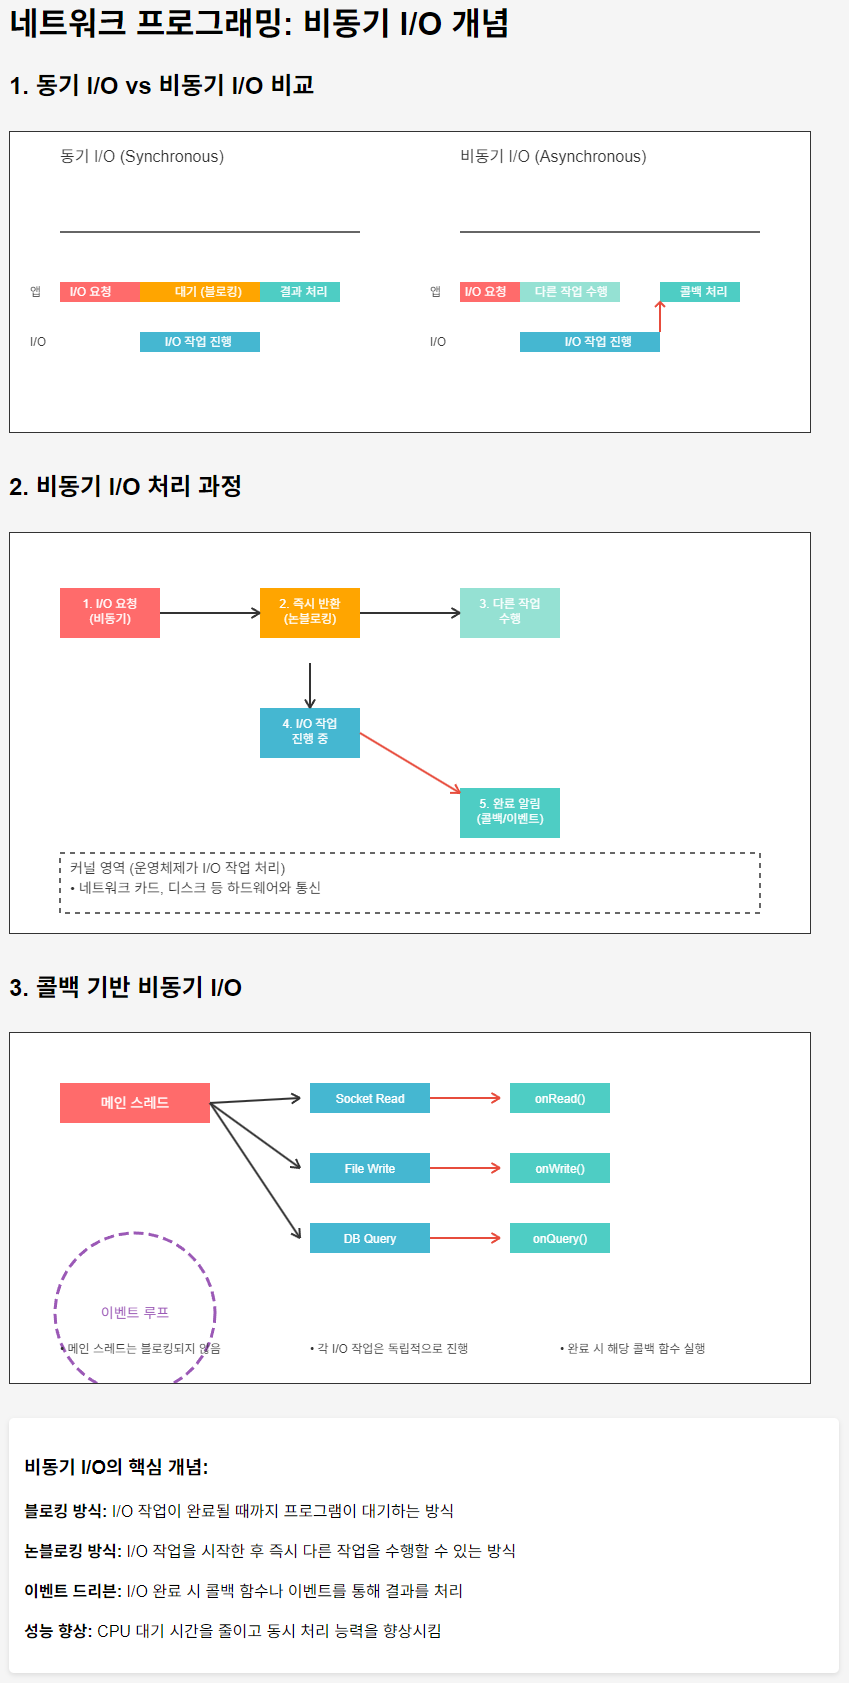 네트워크 프로그래밍: 비동기 I/O 개념
1. 동기 I/O vs 비동기 I/O 비교
동기 I/O (Synchronous)
앱
I/O 요청
대기 (블로킹)
결과 처리
I/O
I/O 작업 진행
비동기 I/O (Asynchronous)
앱
I/O 요청
다른 작업 수행
콜백 처리
I/O
I/O 작업 진행
2. 비동기 I/O 처리 과정
1. I/O 요청
(비동기)
2. 즉시 반환
(논블로킹)
3. 다른 작업
수행
4. I/O 작업
진행 중
5. 완료 알림
(콜백/이벤트)
커널 영역 (운영체제가 I/O 작업 처리)
• 네트워크 카드, 디스크 등 하드웨어와 통신
3. 콜백 기반 비동기 I/O
메인 스레드
Socket Read
onRead()
File Write
onWrite()
DB Query
onQuery()
이벤트 루프
• 메인 스레드는 블로킹되지 않음
• 각 I/O 작업은 독립적으로 진행
• 완료 시 해당 콜백 함수 실행
비동기 I/O의 핵심 개념:
블로킹 방식: I/O 작업이 완료될 때까지 프로그램이 대기하는 방식
논블로킹 방식: I/O 작업을 시작한 후 즉시 다른 작업을 수행할 수 있는 방식
이벤트 드리븐: I/O 완료 시 콜백 함수나 이벤트를 통해 결과를 처리
성능 향상: CPU 대기 시간을 줄이고 동시 처리 능력을 향상시킴